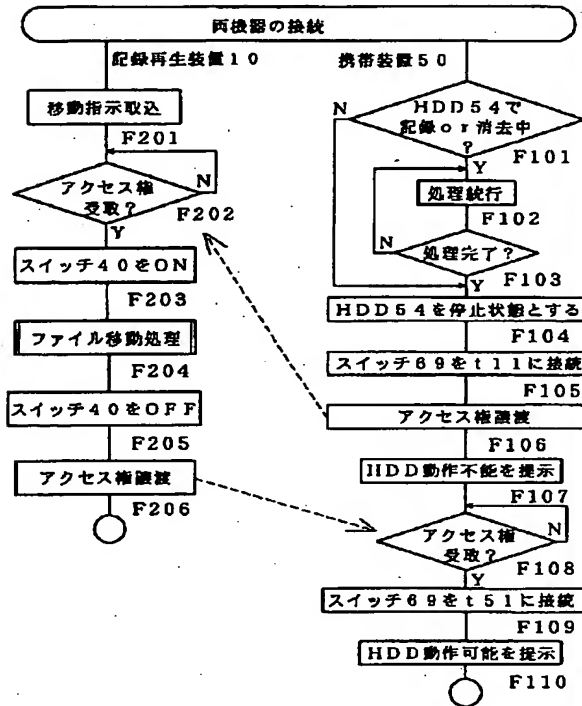 両機器の接続
記録再生装置10
移動指示取込
F201
アクセス権
受取?
N
F202
Y
スイッチ40をON
F203
ファイル移動処理
F204
スイッチ40をOFF
F205
アクセス権譲渡
F206
携帯装置50
N
HDD54で
記録or消去中
?
F101
Y
処理続行
F102
N
処理完了?
F103
Y
HDD54を停止状態とする
F104
スイッチ69をt11に接続
F105
アクセス権譲渡
F106
HDD動作不能を提示
F107
アクセス権
受取?
N
F108
Y
スイッチ69をt51に接続
F109
HDD動作可能を提示
F110